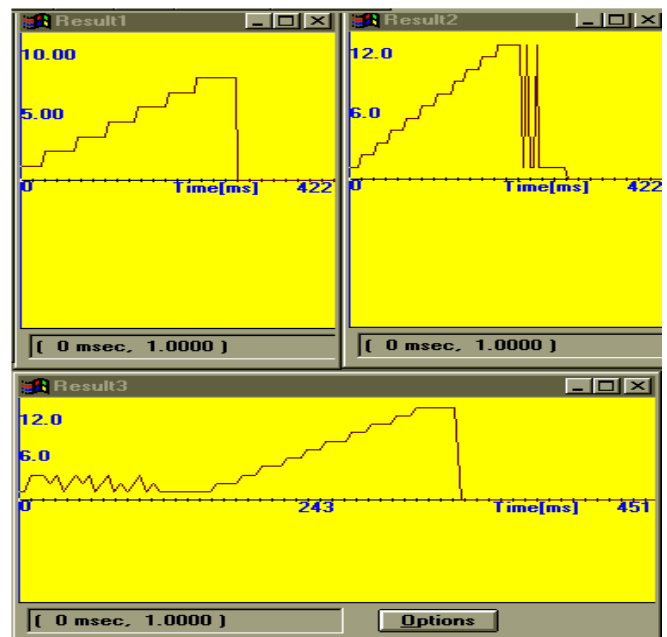 Result1
10.00
5.00
0 Time[ms] 422
( 0 msec, 1.0000 )
Result2
12.0
6.0
0 Time[ms] 422
( 0 msec, 1.0000 )
Result3
12.0
6.0
0 243 Time[ms] 451
( 0 msec, 1.0000 )
Options